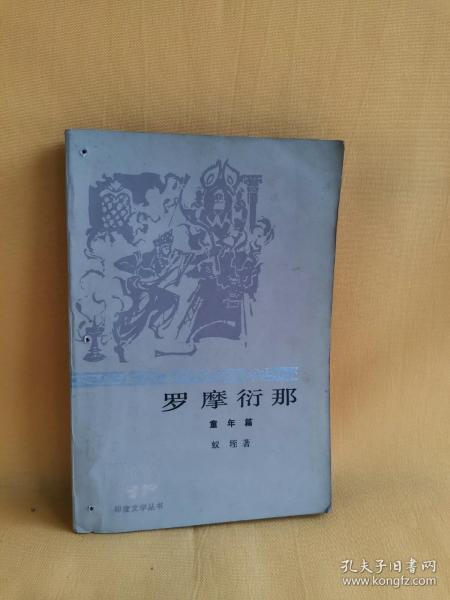 罗摩衍那
童年篇
蚁垤著
印度文学丛书
孔夫子旧书网
www.kongfz.com